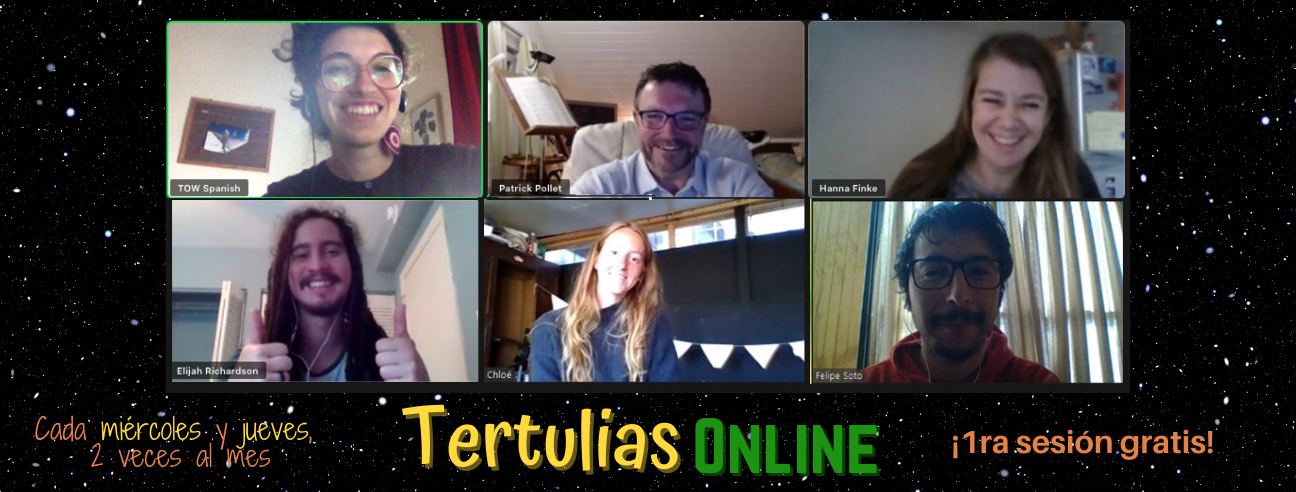 TOW Spanish
Patrick Pollet
Hanna Finke
Elijah Richardson
Chloé
Felipe Soto
Cada miércoles y jueves,
2 veces al mes
Tertulias ONLINE
¡1ra sesión gratis!